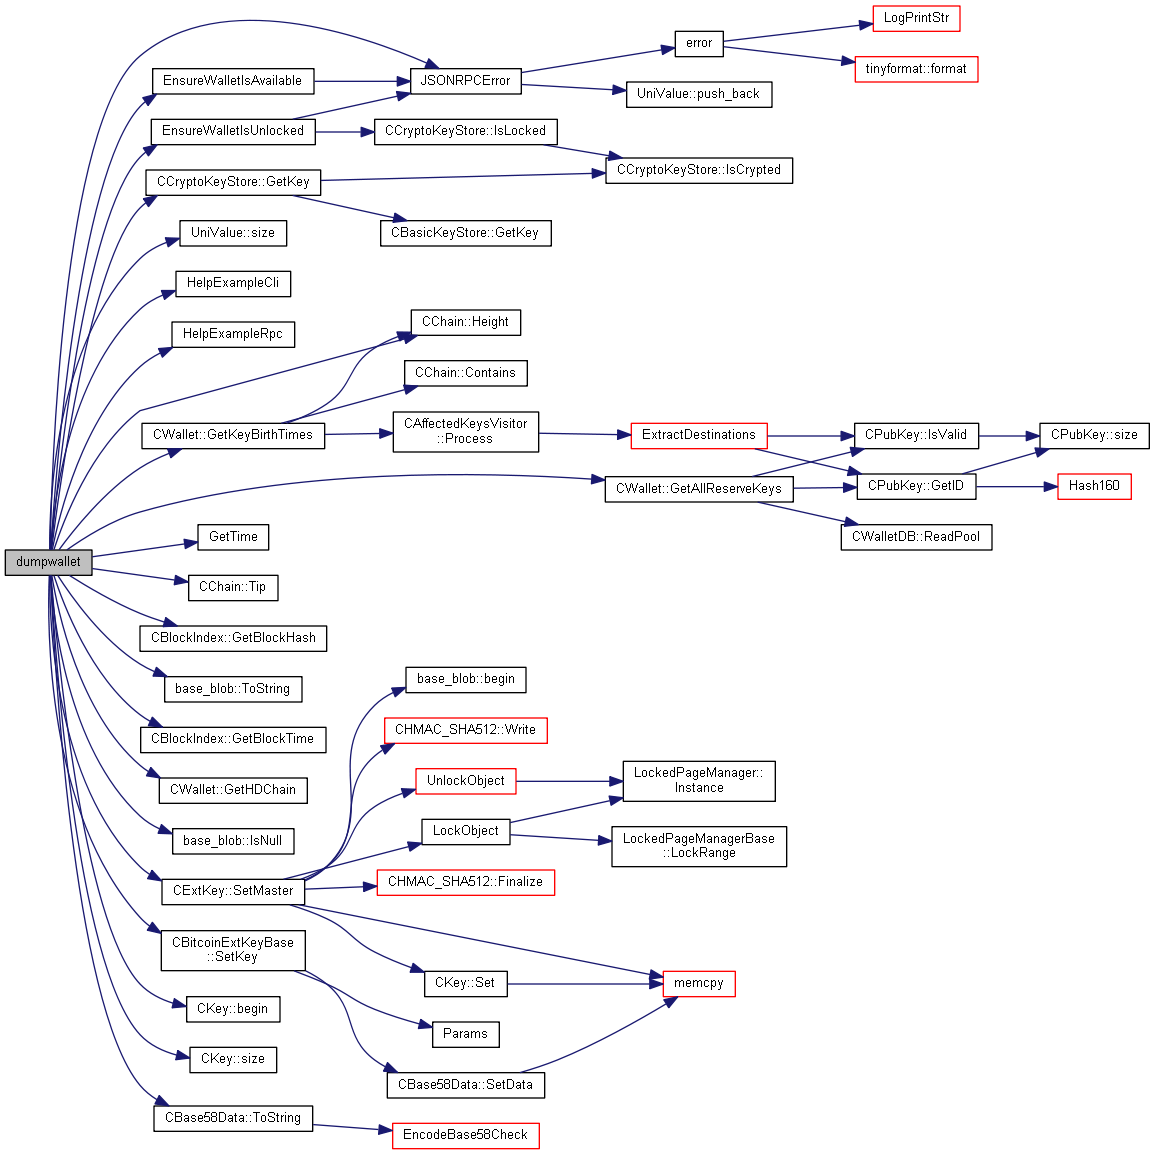 LogPrintStr
error
tinyformat::format
EnsureWalletIsAvailable
JSONRPCError
UniValue::push_back
EnsureWalletIsUnlocked
CCryptoKeyStore::IsLocked
CCryptoKeyStore::IsCrypted
CCryptoKeyStore::GetKey
UniValue::size
CBasicKeyStore::GetKey
HelpExampleCli
HelpExampleRpc
CChain::Height
CChain::Contains
CWallet::GetKeyBirthTimes
CAffectedKeysVisitor
::Process
ExtractDestinations
CPubKey::IsValid
CPubKey::size
CWallet::GetAllReserveKeys
CPubKey::GetID
Hash160
GetTime
CWalletDB::ReadPool
dumpwallet
CChain::Tip
CBlockIndex::GetBlockHash
base_blob::ToString
base_blob::begin
CBlockIndex::GetBlockTime
CHMAC_SHA512::Write
CWallet::GetHDChain
UnlockObject
LockedPageManager::
Instance
base_blob::IsNull
LockObject
LockedPageManagerBase
::LockRange
CExtKey::SetMaster
CHMAC_SHA512::Finalize
CBitcoinExtKeyBase
::SetKey
CKey::Set
memcpy
CKey::begin
Params
CKey::size
CBase58Data::SetData
CBase58Data::ToString
EncodeBase58Check